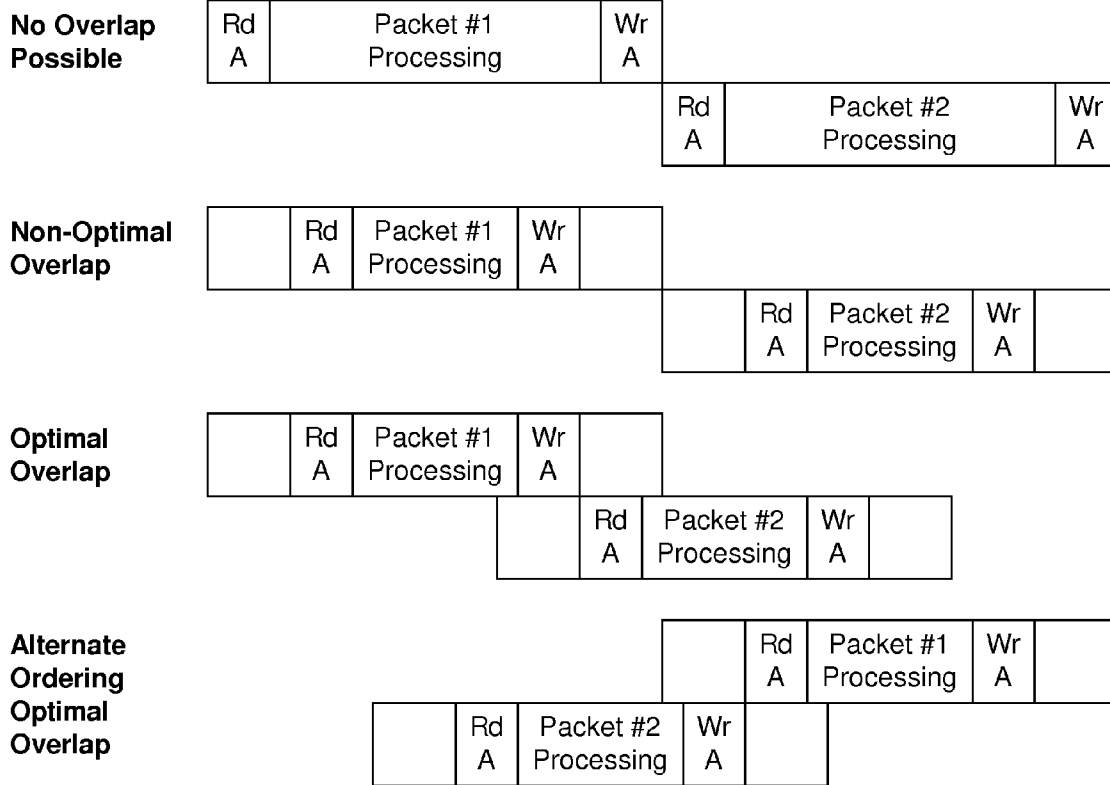 No Overlap
Possible
Rd
A
Packet #1
Processing
Wr
A
Rd
A
Packet #2
Processing
Wr
A
Non-Optimal
Overlap
Rd
A
Packet #1
Processing
Wr
A
Rd
A
Packet #2
Processing
Wr
A
Optimal
Overlap
Rd
A
Packet #1
Processing
Wr
A
Rd
A
Packet #2
Processing
Wr
A
Alternate
Ordering
Optimal
Overlap
Rd
A
Packet #1
Processing
Wr
A
Rd
A
Packet #2
Processing
Wr
A